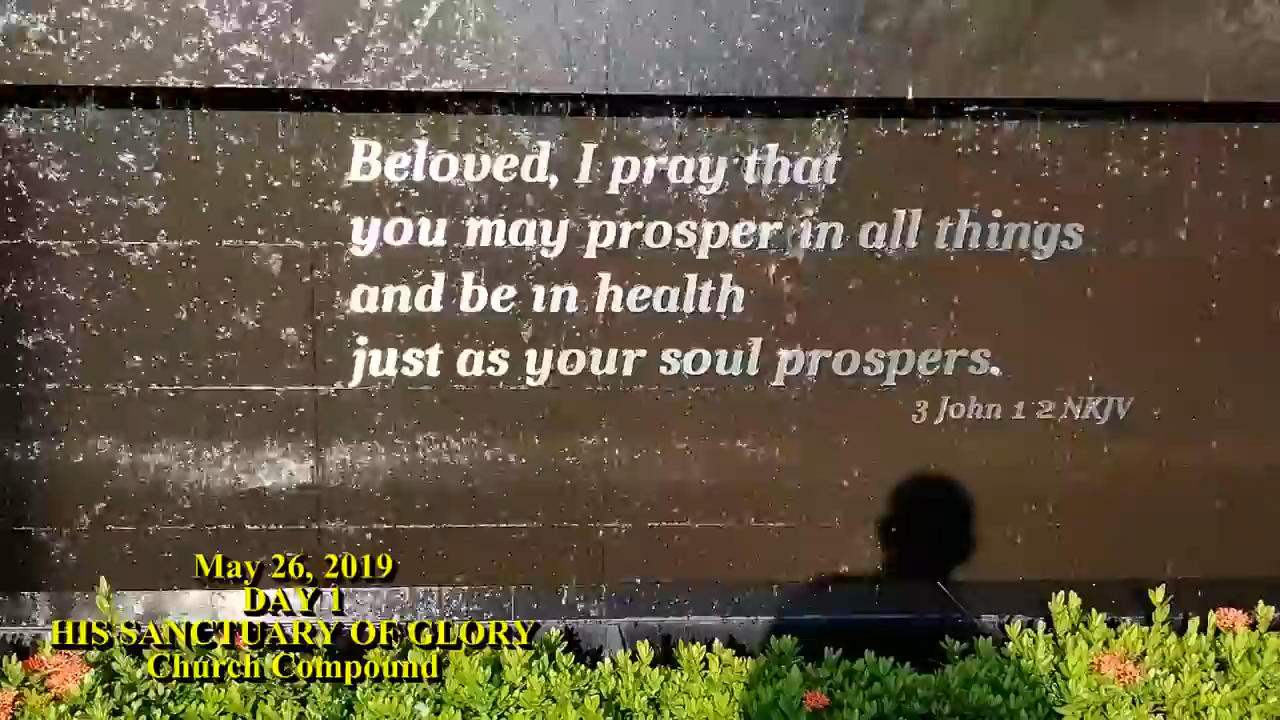 Beloved, I pray that
you may prosper in all things
and be in health
just as your soul prospers.
3 John 1 2 NKJV
May 26, 2019
DAY 1
HIS SANCTUARY OF GLORY
Church Compound